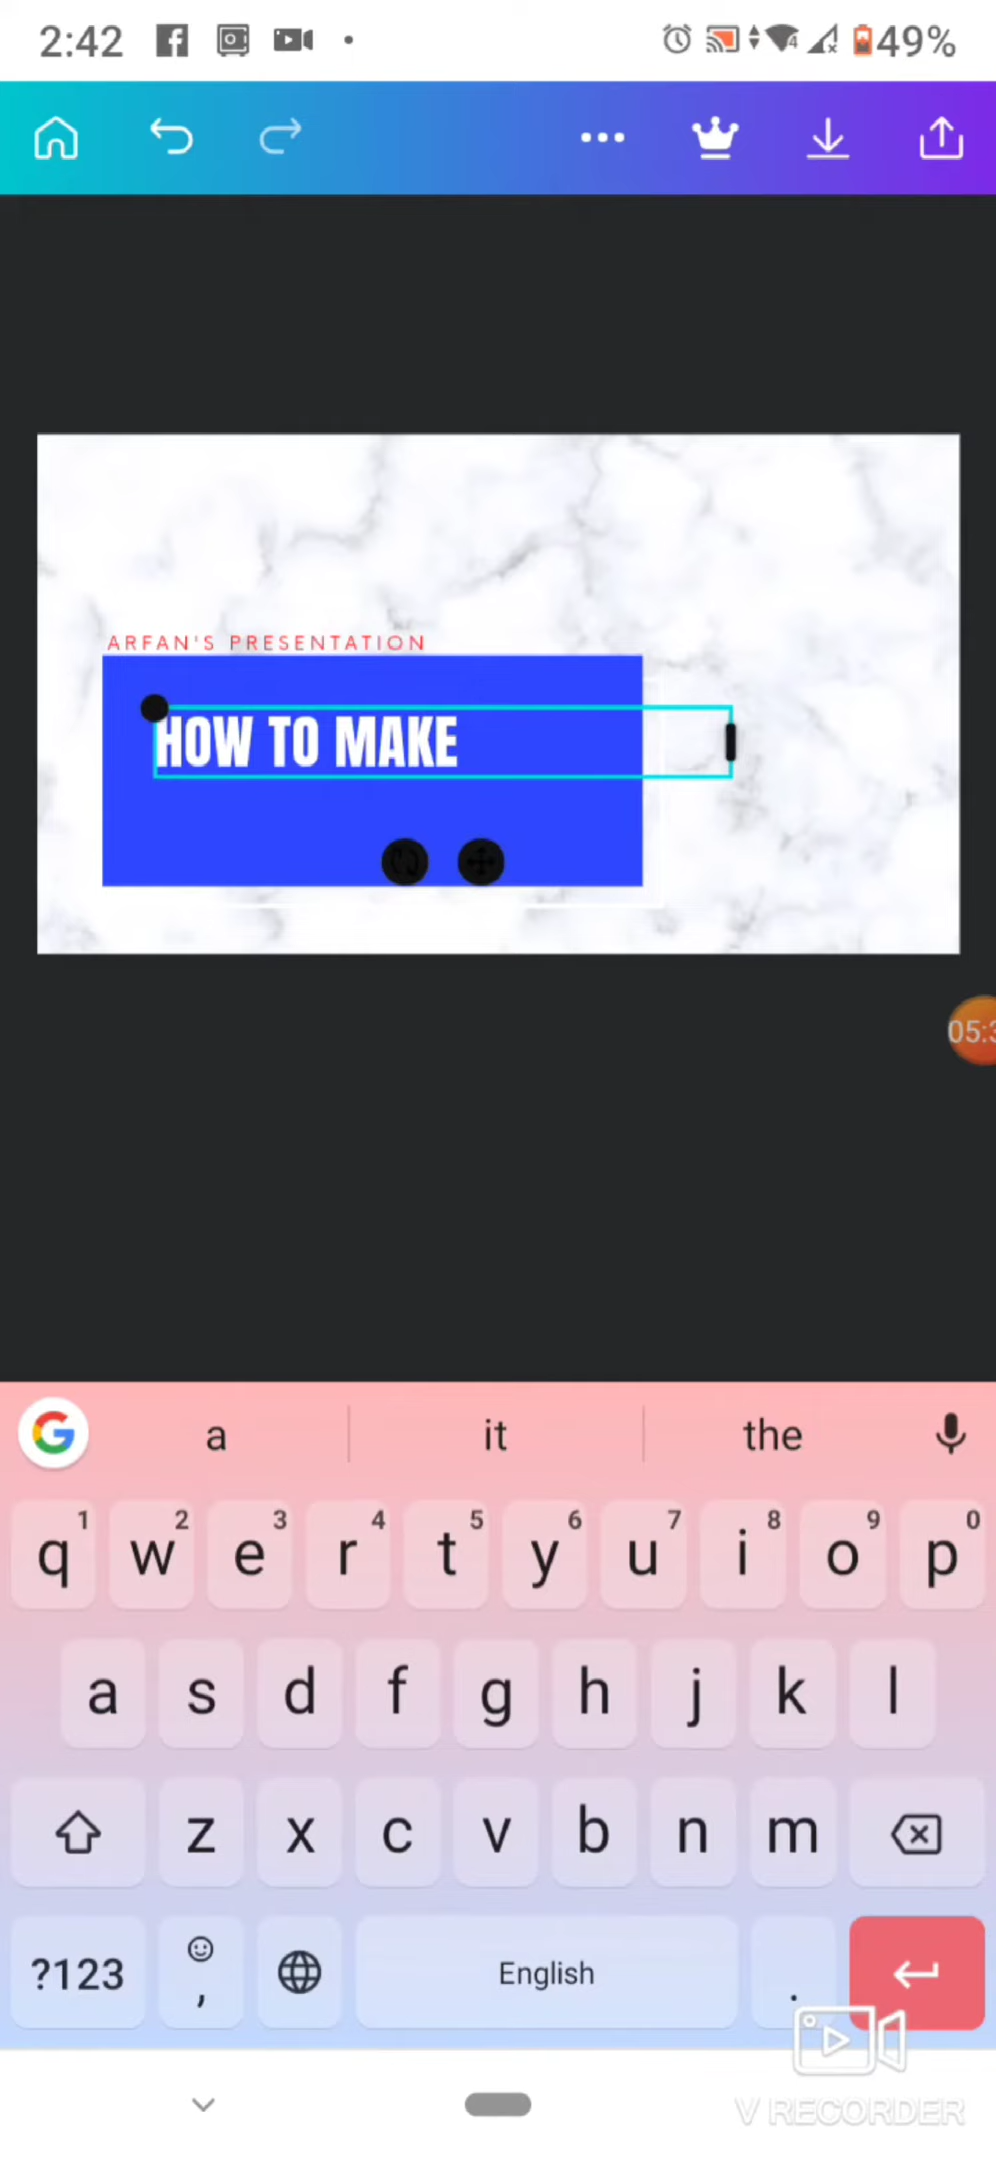 2:42
49%
ARFAN'S PRESENTATION
HOW TO MAKE
05:3
a it the
1 2 3 4 5 6 7 8 9 0
q w e r t y u i o p
a s d f g h j k l
z x c v b n m
?123 , English .
V RECORDER